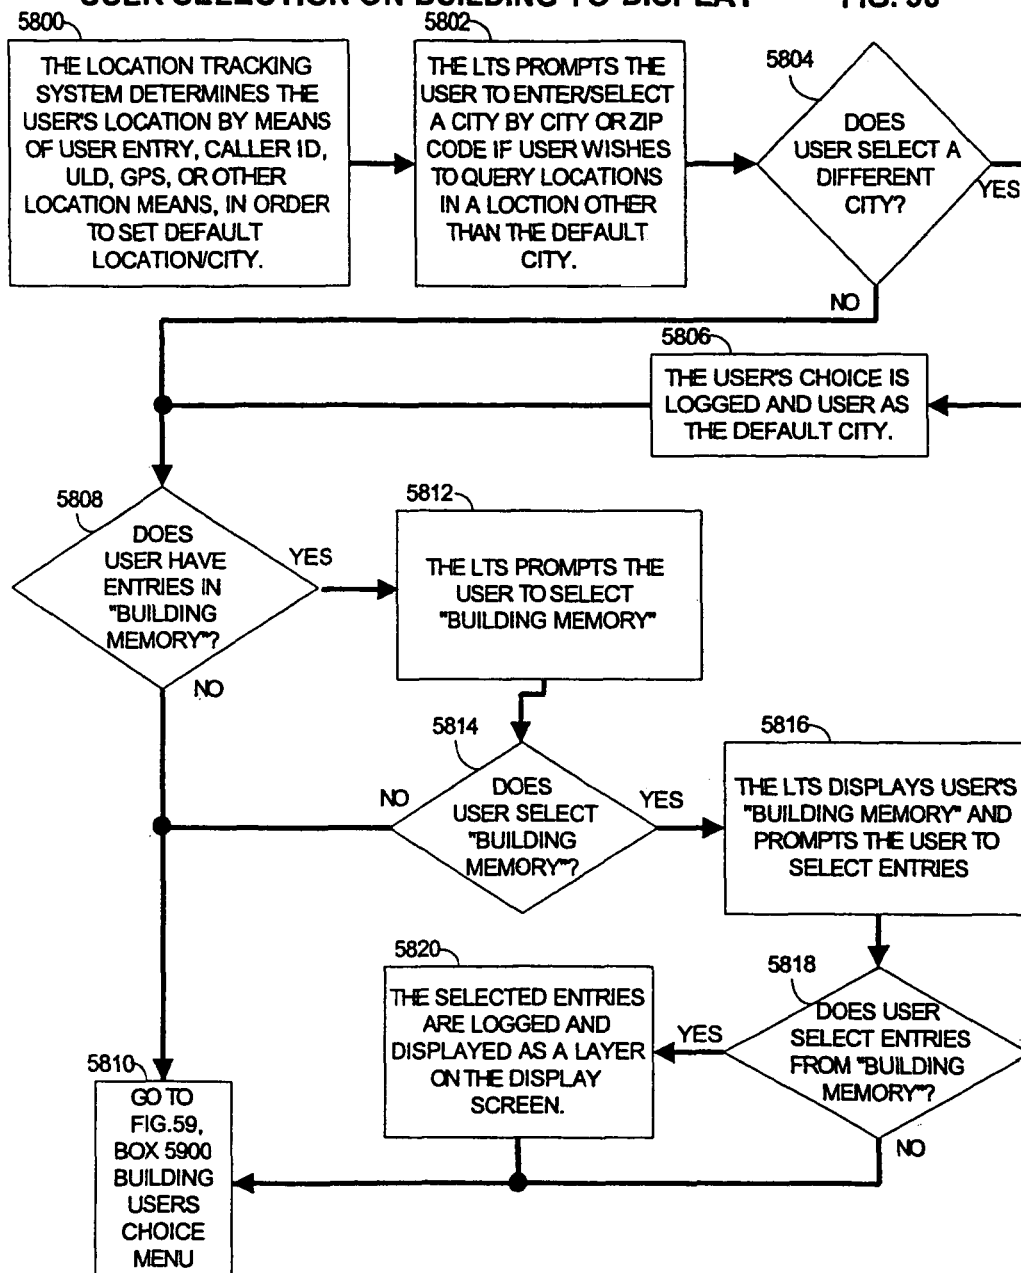 USER SELECTION ON BUILDING TO DISPLAY FIG. 58
5800
THE LOCATION TRACKING
SYSTEM DETERMINES THE
USER'S LOCATION BY MEANS
OF USER ENTRY, CALLER ID,
ULD, GPS, OR OTHER
LOCATION MEANS, IN ORDER
TO SET DEFAULT
LOCATION/CITY.
5802
THE LTS PROMPTS THE
USER TO ENTER/SELECT
A CITY BY CITY OR ZIP
CODE IF USER WISHES
TO QUERY LOCATIONS
IN A LOCTION OTHER
THAN THE DEFAULT
CITY.
5804
DOES
USER SELECT A
DIFFERENT
CITY?
YES
NO
5806
THE USER'S CHOICE IS
LOGGED AND USER AS
THE DEFAULT CITY.
5808
DOES
USER HAVE
ENTRIES IN
"BUILDING
MEMORY"?
YES
NO
5812
THE LTS PROMPTS THE
USER TO SELECT
"BUILDING MEMORY"
5814
DOES
USER SELECT
"BUILDING
MEMORY"?
NO
YES
5816
THE LTS DISPLAYS USER'S
"BUILDING MEMORY" AND
PROMPTS THE USER TO
SELECT ENTRIES
5818
DOES USER
SELECT ENTRIES
FROM "BUILDING
MEMORY"?
YES
NO
5820
THE SELECTED ENTRIES
ARE LOGGED AND
DISPLAYED AS A LAYER
ON THE DISPLAY
SCREEN.
5810
GO TO
FIG.59,
BOX 5900
BUILDING
USERS
CHOICE
MENU